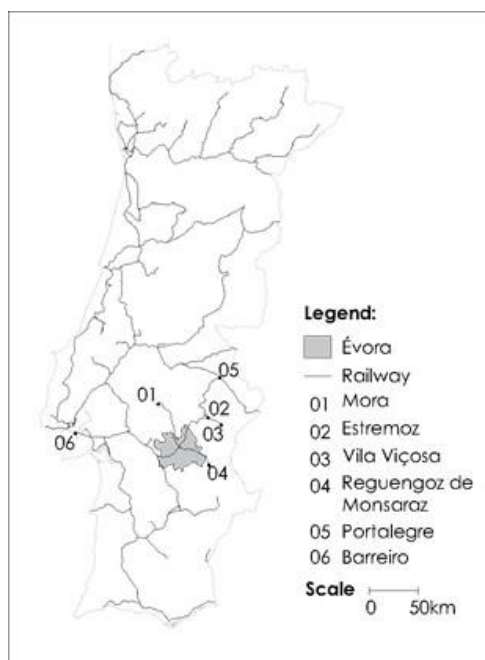 05
01
02
03
06
04
Legend:
Évora
Railway
01 Mora
02 Estremoz
03 Vila Viçosa
04 Reguengoz de
Monsaraz
05 Portalegre
06 Barreiro
Scale
0 50km